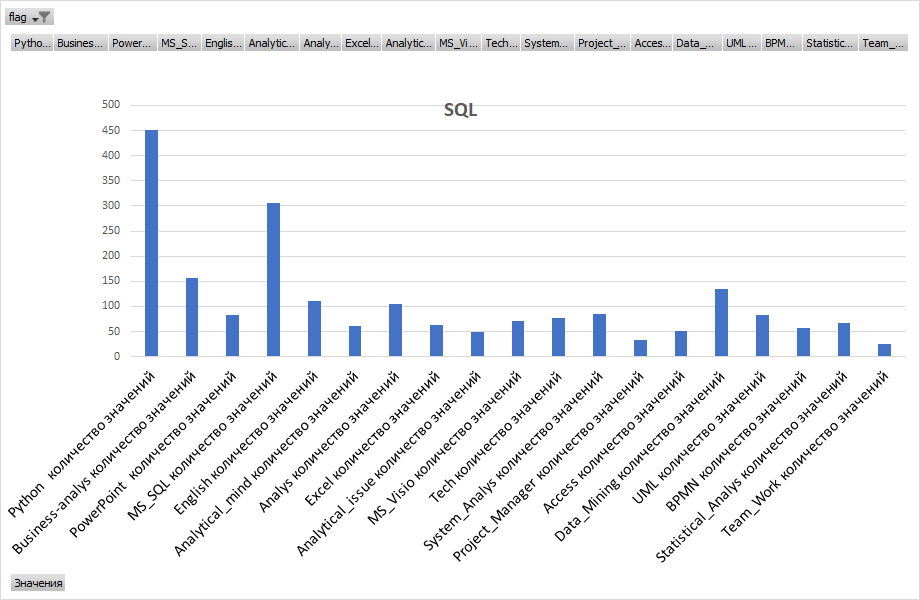 flag
Pytho...
Business...
Power...
MS_S...
Englis...
Analytic...
Analy...
Excel...
Analytic...
MS_Vi...
Tech...
System...
Project_...
Acces...
Data_...
UML...
BPM...
Statistic...
Team_...
SQL
500
450
400
350
300
250
200
150
100
50
0
Python количество значений
Business-analys количество значений
PowerPoint количество значений
MS_SQL количество значений
English количество значений
Analytical_mind количество значений
Analys количество значений
Excel количество значений
Analytical_issue количество значений
MS_Visio количество значений
Tech количество значений
System_Analys количество значений
Project_Manager количество значений
Access количество значений
Data_Mining количество значений
UML количество значений
BPMN количество значений
Statistical_Analys количество значений
Team_Work количество значений
Значения